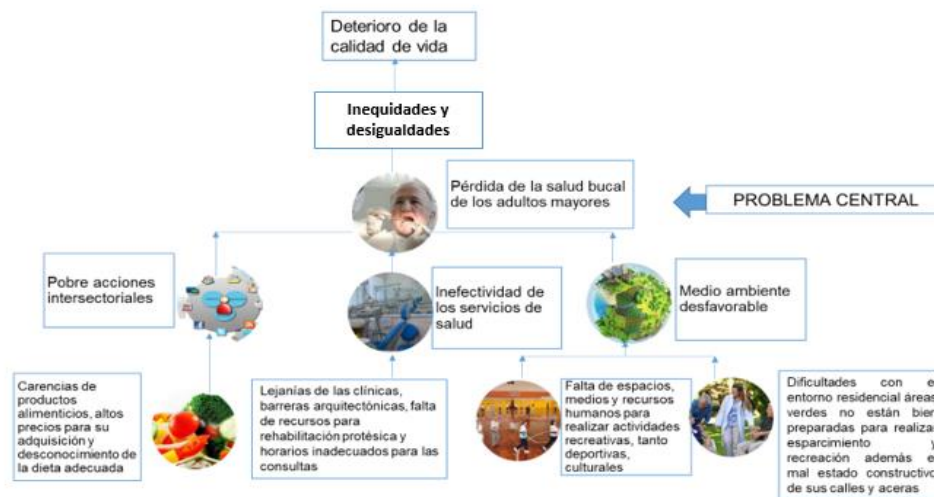 Deterioro de la
calidad de vida
Inequidades y
desigualdades
Pérdida de la salud bucal
de los adultos mayores
PROBLEMA CENTRAL
Pobre acciones
intersectoriales
Inefectividad de
los servicios de
salud
Medio ambiente
desfavorable
Carencias de
productos
alimenticios, altos
precios para su
adquisición y
desconocimiento de
la dieta adecuada
Lejanías de las clínicas,
barreras arquitectónicas, falta
de recursos para
rehabilitación protésica y
horarios inadecuados para las
consultas
Falta de espacios,
medios y recursos
humanos para
realizar actividades
recreativas, tanto
deportivas,
culturales
Dificultades con e
entorno residencial áreas
verdes no están bien
preparadas para realizar
esparcimiento y
recreación además e
mal estado constructivo
de sus calles y aceras